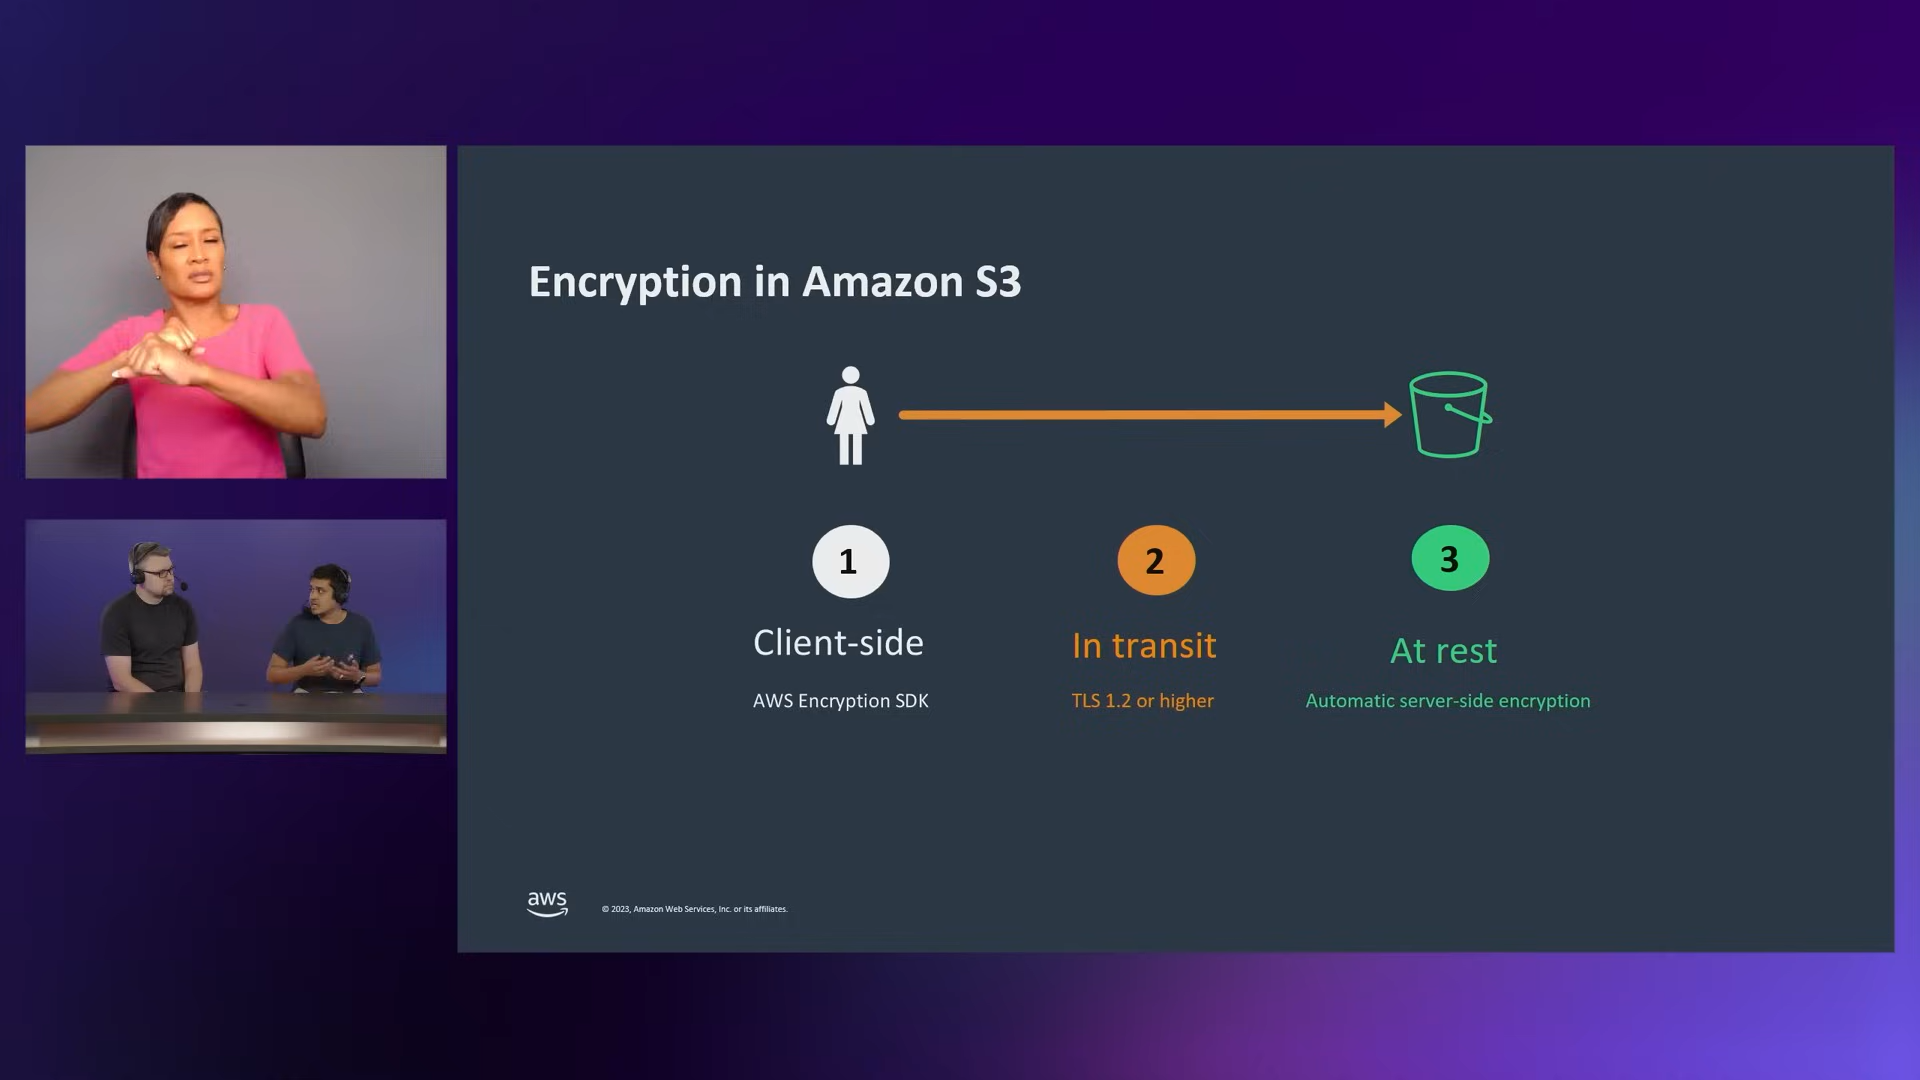 Encryption in Amazon S3
1
2
3
Client-side
In transit
At rest
AWS Encryption SDK
TLS 1.2 or higher
Automatic server-side encryption
aws
© 2023, Amazon Web Services, Inc. or its affiliates.